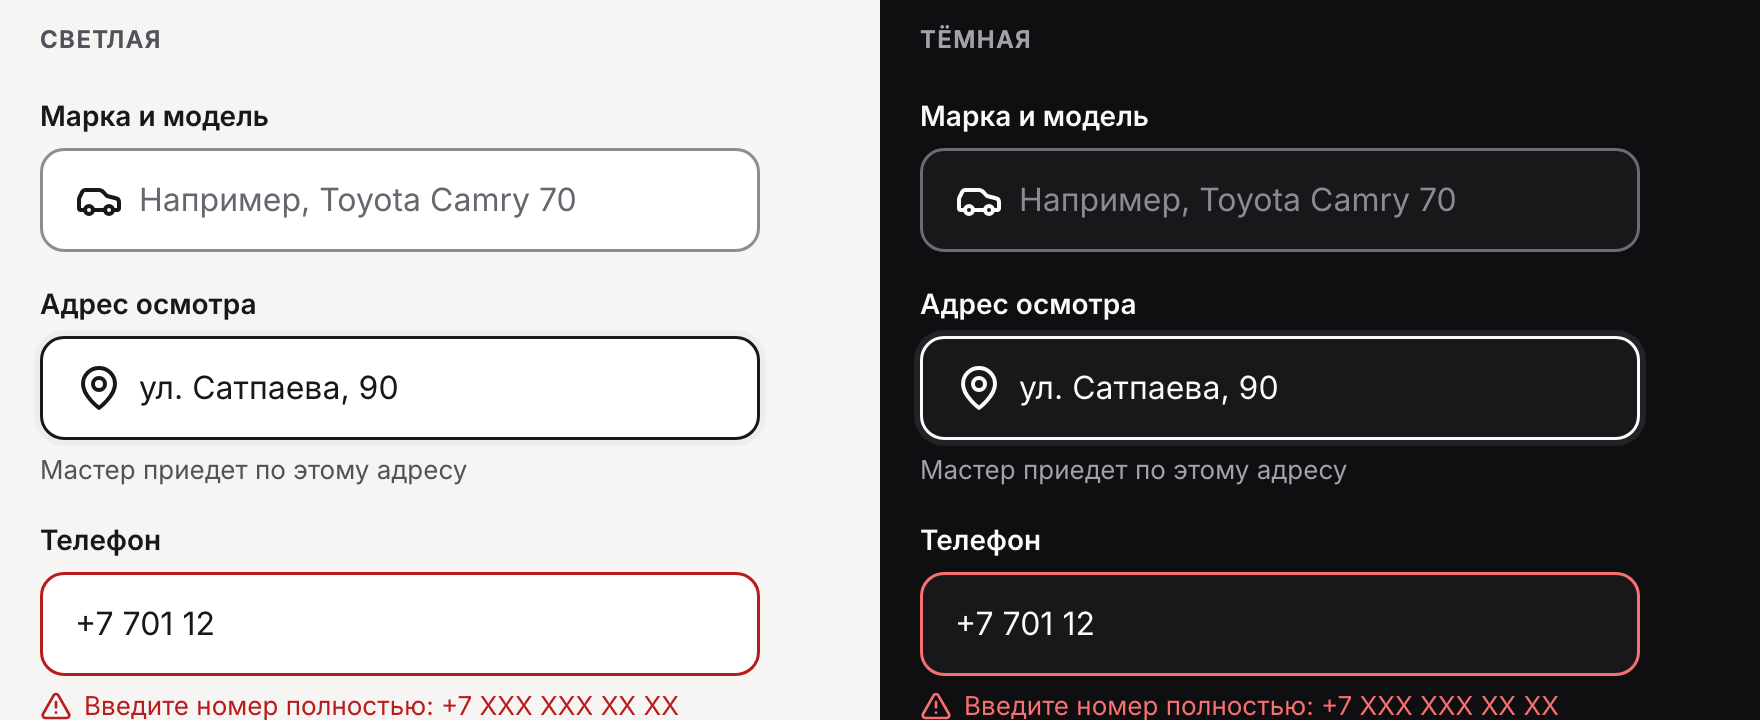 СВЕТЛАЯ
Марка и модель
Например, Toyota Camry 70
Адрес осмотра
ул. Сатпаева, 90
Мастер приедет по этому адресу
Телефон
+7 701 12
Введите номер полностью: +7 XXX XXX XX XX
ТЁМНАЯ
Марка и модель
Например, Toyota Camry 70
Адрес осмотра
ул. Сатпаева, 90
Мастер приедет по этому адресу
Телефон
+7 701 12
Введите номер полностью: +7 XXX XXX XX XX